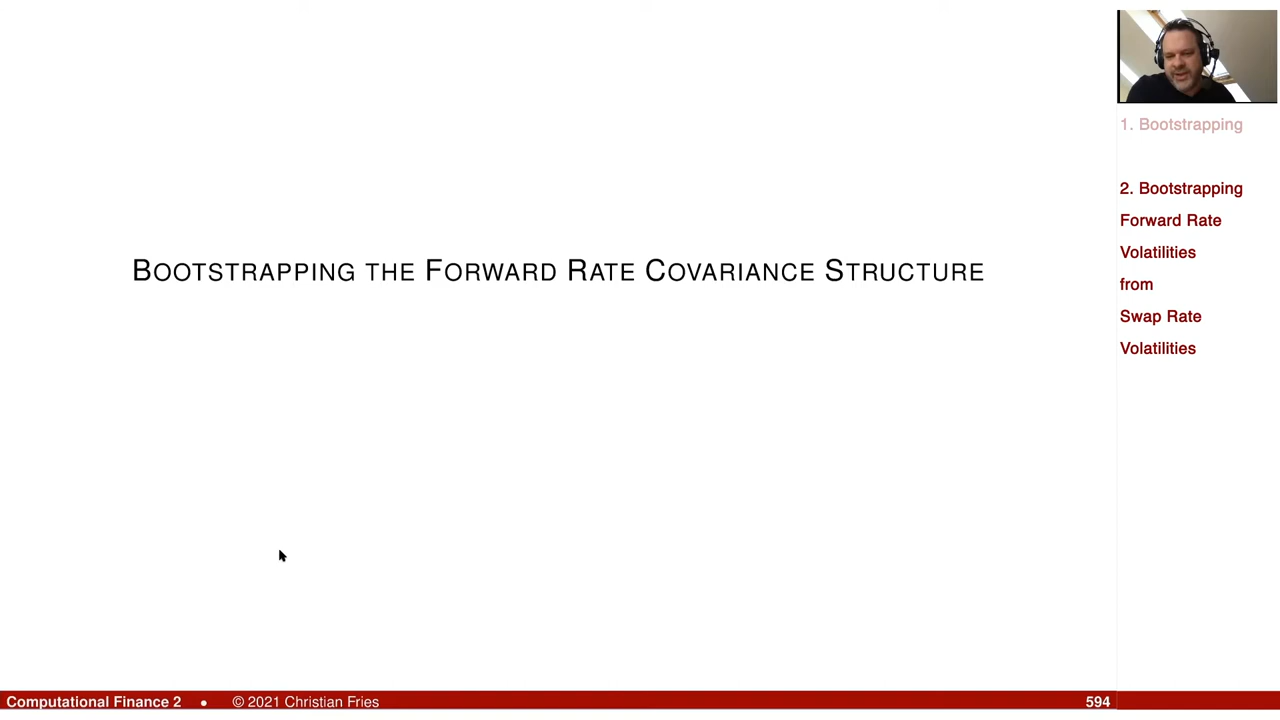 BOOTSTRAPPING THE FORWARD RATE COVARIANCE STRUCTURE
1. Bootstrapping
2. Bootstrapping
Forward Rate
Volatilities
from
Swap Rate
Volatilities
Computational Finance 2 • © 2021 Christian Fries 594